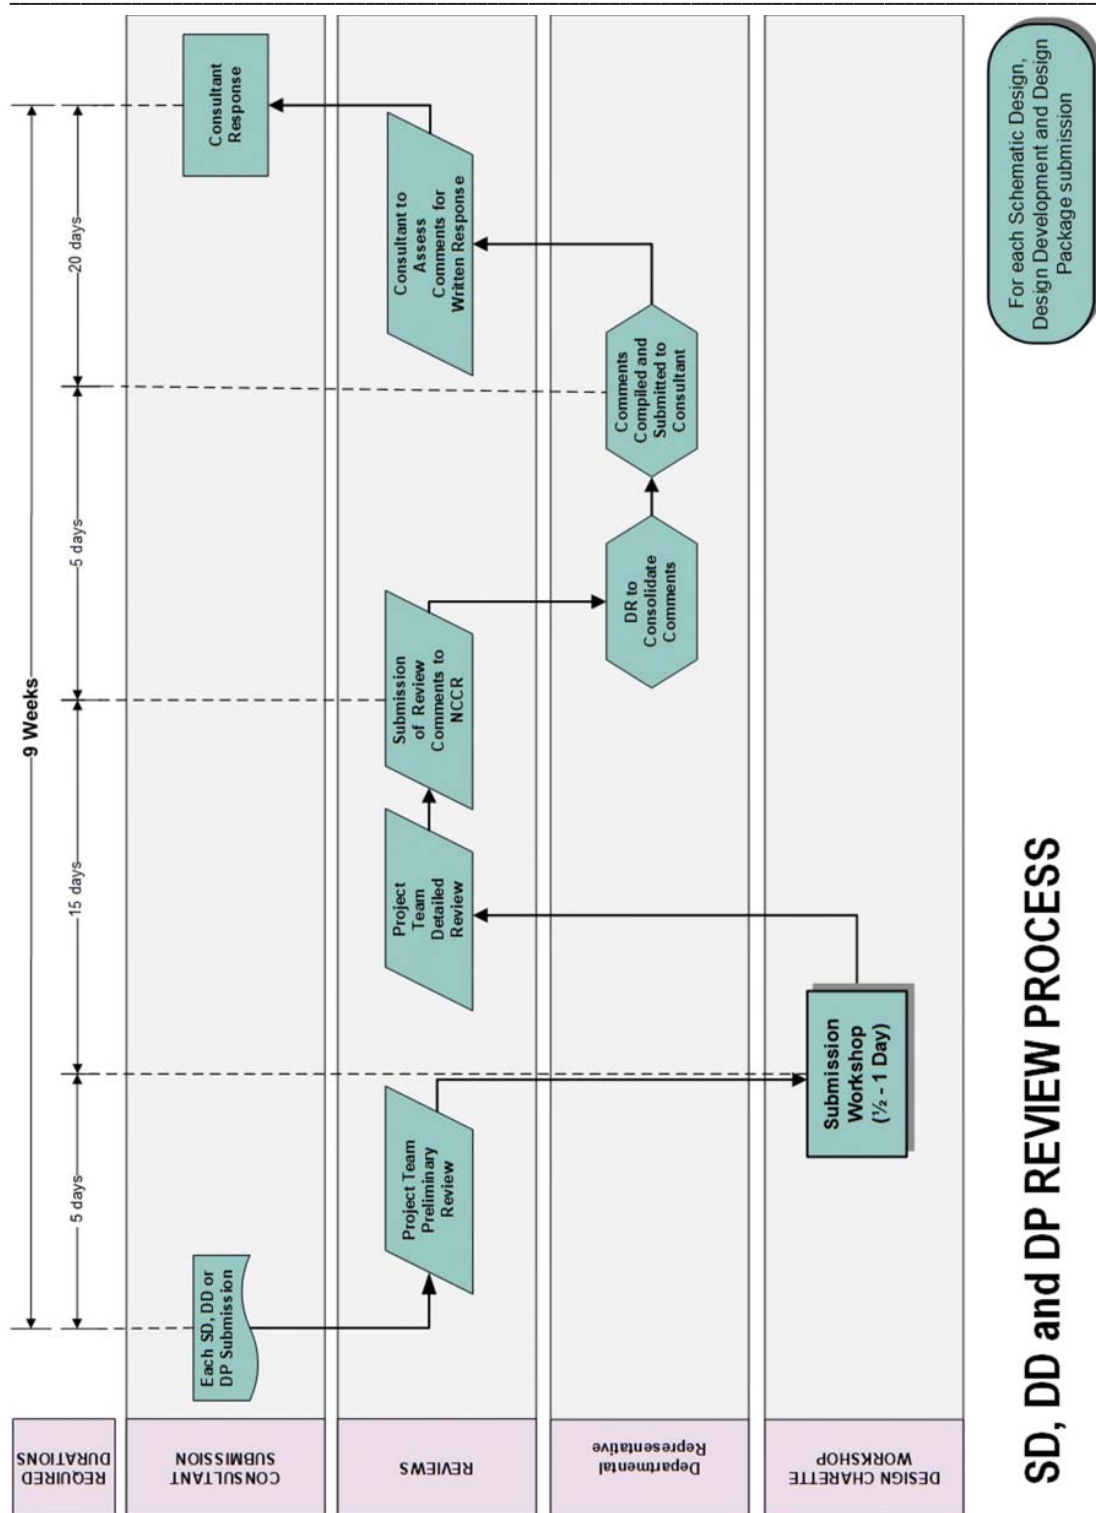 REQUIRED
DURATIONS
9 Weeks
5 days
15 days
5 days
20 days
CONSULTANT
SUBMISSION
Each SD, DD or
DP Submission
Consultant
Response
REVIEWS
Project Team
Preliminary
Review
Project
Team
Detailed
Review
Submission
of Review
Comments to
NCCR
Consultant to
Assess
Comments for
Written Response
Departmental
Representative
DR to
Consolidate
Comments
Comments
Compiled and
Submitted to
Consultant
DESIGN CHARETTE
WORKSHOP
Submission
Workshop
(½ - 1 Day)
SD, DD and DP REVIEW PROCESS
For each Schematic Design,
Design Development and Design
Package submission